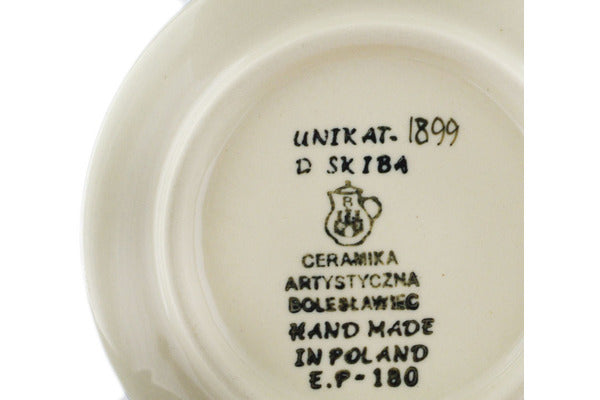 UNIKAT-1899
D SKIBA
B
CERAMIKA
ARTYSTYCZNA
BOLESŁAWIEC
HAND MADE
IN POLAND
E.P-180